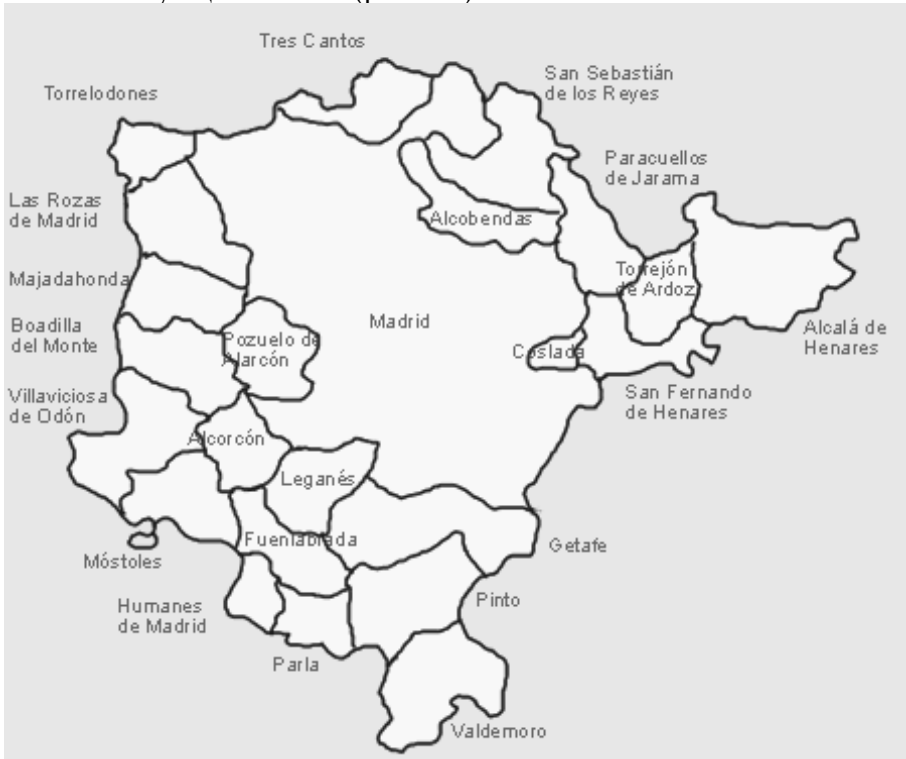 Tres Cantos
San Sebastián
de los Reyes
Torrelodones
Paracuellos
de Jarama
Las Rozas
de Madrid
Alcobendas
Majadahonda
Torrejón
de Ardoz
Boadilla
del Monte
Pozuelo de
Alarcón
Madrid
Coslada
Alcalá de
Henares
Villaviciosa
de Odón
San Fernando
de Henares
Alcorcón
Leganés
Fuenlabrada
Getafe
Móstoles
Humanes
de Madrid
Pinto
Parla
Valdemoro